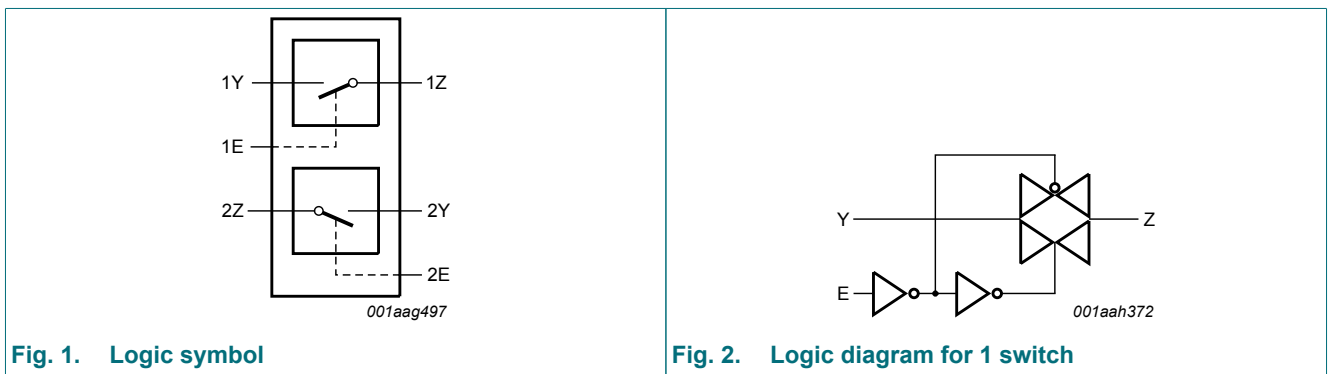 1Y
1Z
1E
2Z
2Y
2E
001aag497
Fig. 1. Logic symbol
Y
Z
E
001aah372
Fig. 2. Logic diagram for 1 switch